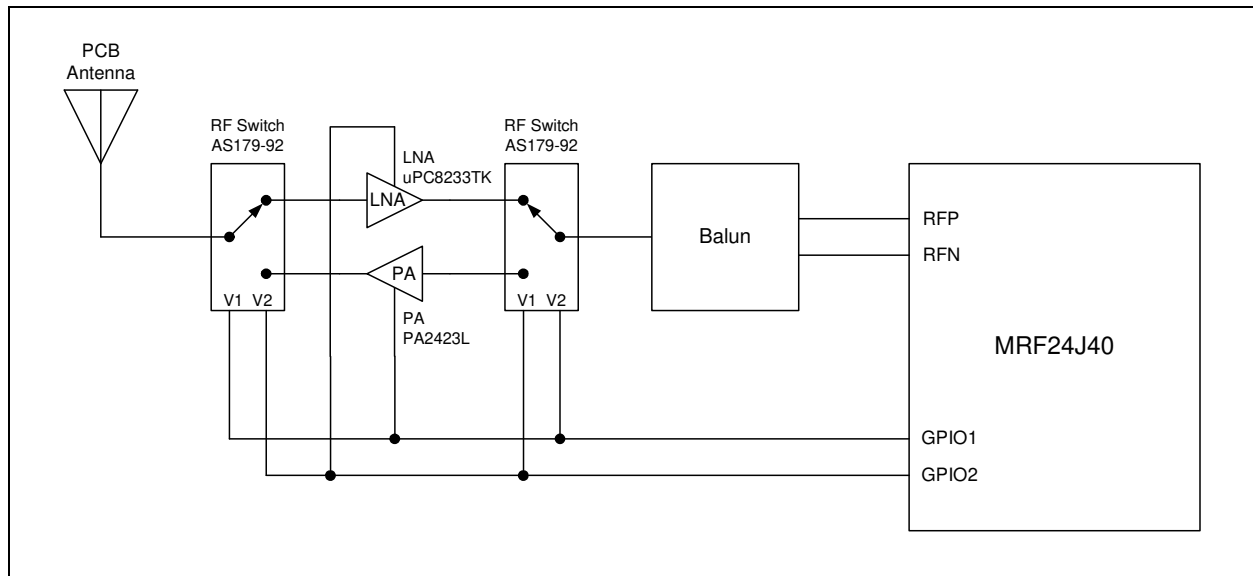 PCB
Antenna
RF Switch
AS179-92
LNA
uPC8233TK
RF Switch
AS179-92
LNA
Balun
RFP
RFN
PA
V1 V2
V1 V2
PA
PA2423L
MRF24J40
GPIO1
GPIO2